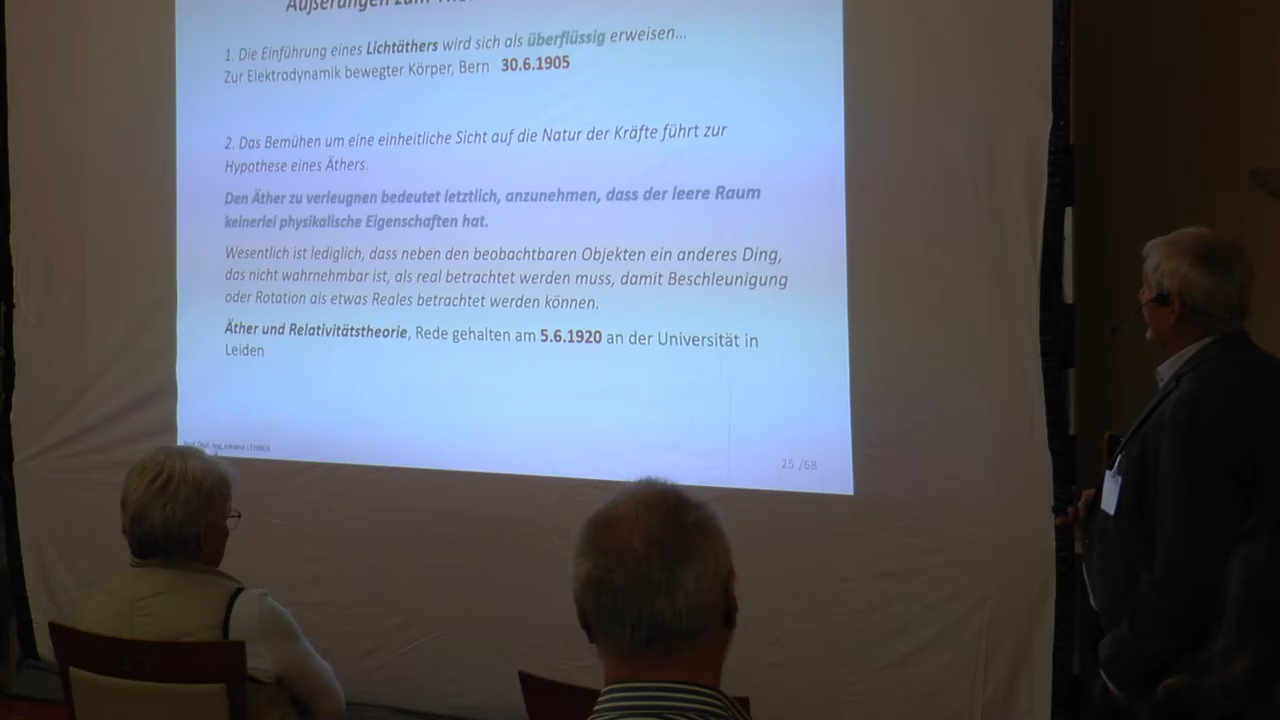 Äußerungen zum
1. Die Einführung eines Lichtäthers wird sich als überflüssig erweisen...
Zur Elektrodynamik bewegter Körper, Bern 30.6.1905
2. Das Bemühen um eine einheitliche Sicht auf die Natur der Kräfte führt zur
Hypothese eines Äthers.
Den Äther zu verleugnen bedeutet letztlich, anzunehmen, dass der leere Raum
keinerlei physikalische Eigenschaften hat.
Wesentlich ist lediglich, dass neben den beobachtbaren Objekten ein anderes Ding,
das nicht wahrnehmbar ist, als real betrachtet werden muss, damit Beschleunigung
oder Rotation als etwas Reales betrachtet werden können.
Äther und Relativitätstheorie, Rede gehalten am 5.6.1920 an der Universität in
Leiden
Johann LEHNER
25 /68